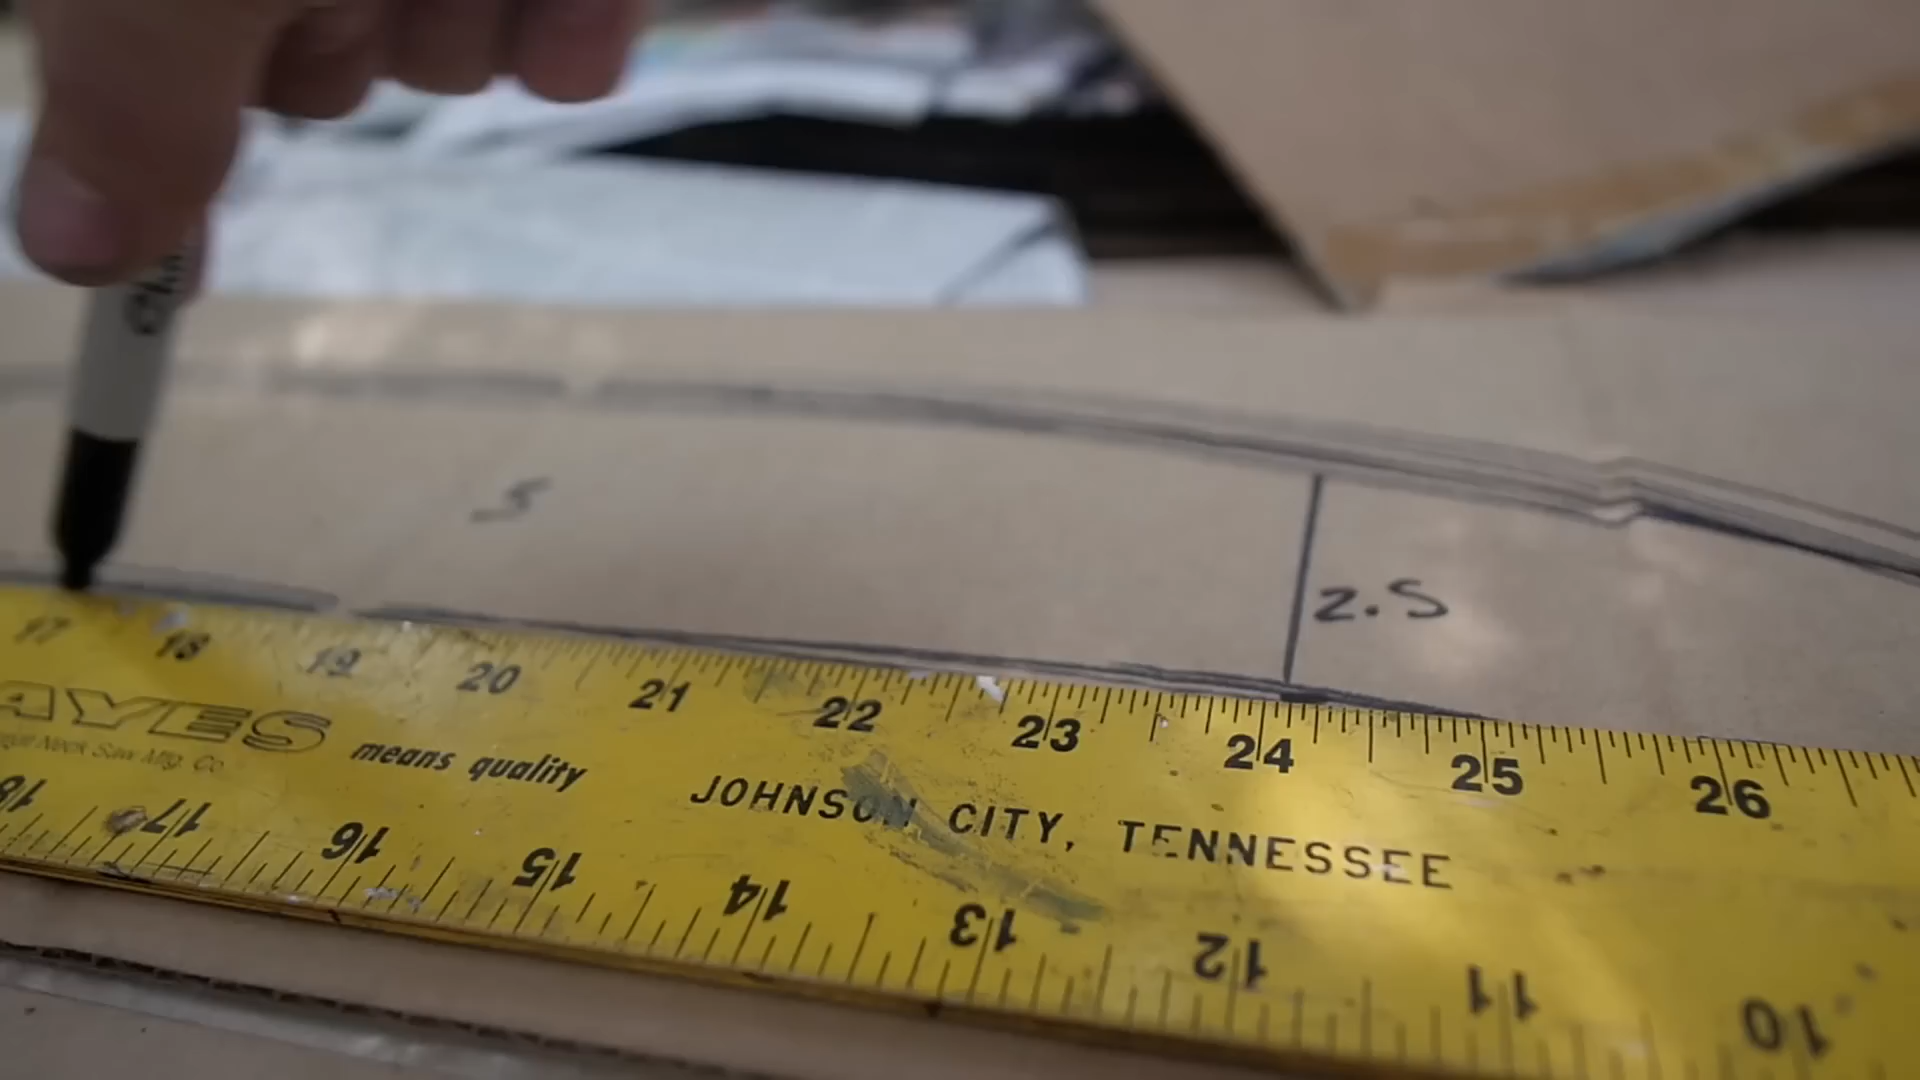 S
2.5
17 18 19 20 21 22 23 24 25 26
AYES means quality
JOHNSON CITY, TENNESSEE
18 17 16 15 14 13 12 11 10